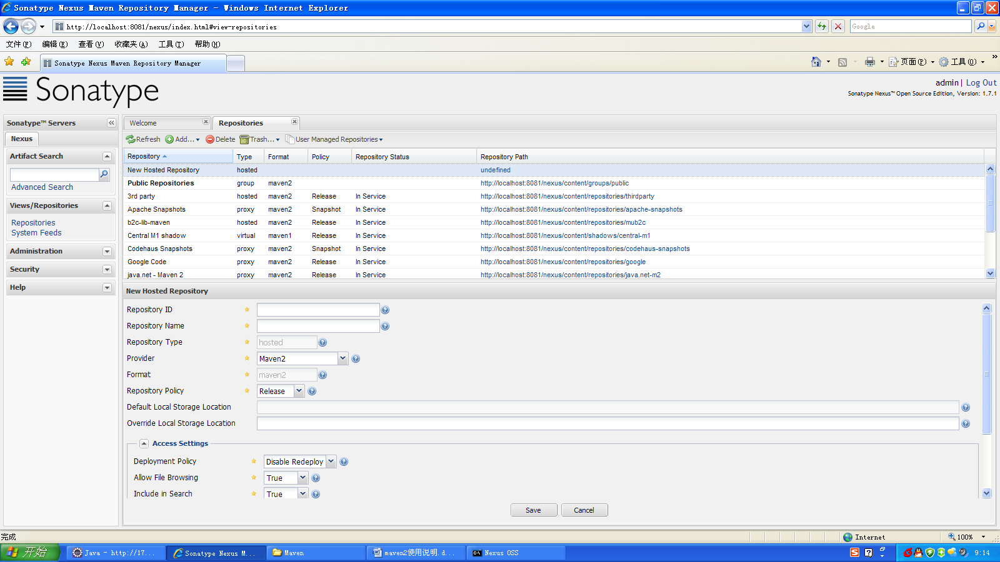 Sonatype Nexus Maven Repository Manager - Windows Internet Explorer
http://localhost:8081/nexus/index.html#view-repositories
Google
文件(F) 编辑(E) 查看(V) 收藏夹(A) 工具(T) 帮助(H)
Sonatype Nexus Maven Repository Manager
页面(P) 工具(O)
Sonatype
admin | Log Out
Sonatype Nexus™ Open Source Edition, Version: 1.7.1
Sonatype™ Servers
Nexus
Artifact Search
Advanced Search
Views/Repositories
Repositories
System Feeds
Administration
Security
Help
Welcome
Repositories
Refresh Add... Delete Trash... User Managed Repositories
Repository Type Format Policy Repository Status Repository Path
New Hosted Repository hosted undefined
Public Repositories group maven2 http://localhost:8081/nexus/content/groups/public
3rd party hosted maven2 Release In Service http://localhost:8081/nexus/content/repositories/thirdparty
Apache Snapshots proxy maven2 Snapshot In Service http://localhost:8081/nexus/content/repositories/apache-snapshots
b2c-lib-maven hosted maven2 Release In Service http://localhost:8081/nexus/content/repositories/mub2c
Central M1 shadow virtual maven1 Release In Service http://localhost:8081/nexus/content/shadows/central-m1
Codehaus Snapshots proxy maven2 Snapshot In Service http://localhost:8081/nexus/content/repositories/codehaus-snapshots
Google Code proxy maven2 Release In Service http://localhost:8081/nexus/content/repositories/google
java.net - Maven 2 proxy maven2 Release In Service http://localhost:8081/nexus/content/repositories/java.net-m2
New Hosted Repository
Repository ID
Repository Name
Repository Type hosted
Provider Maven2
Format maven2
Repository Policy Release
Default Local Storage Location
Override Local Storage Location
Access Settings
Deployment Policy Disable Redeploy
Allow File Browsing True
Include in Search True
Save Cancel
完成
Internet
100%
开始
Java - http://17...
Sonatype Nexus M...
Maven
maven2使用说明.d...
Nexus OSS
9:14